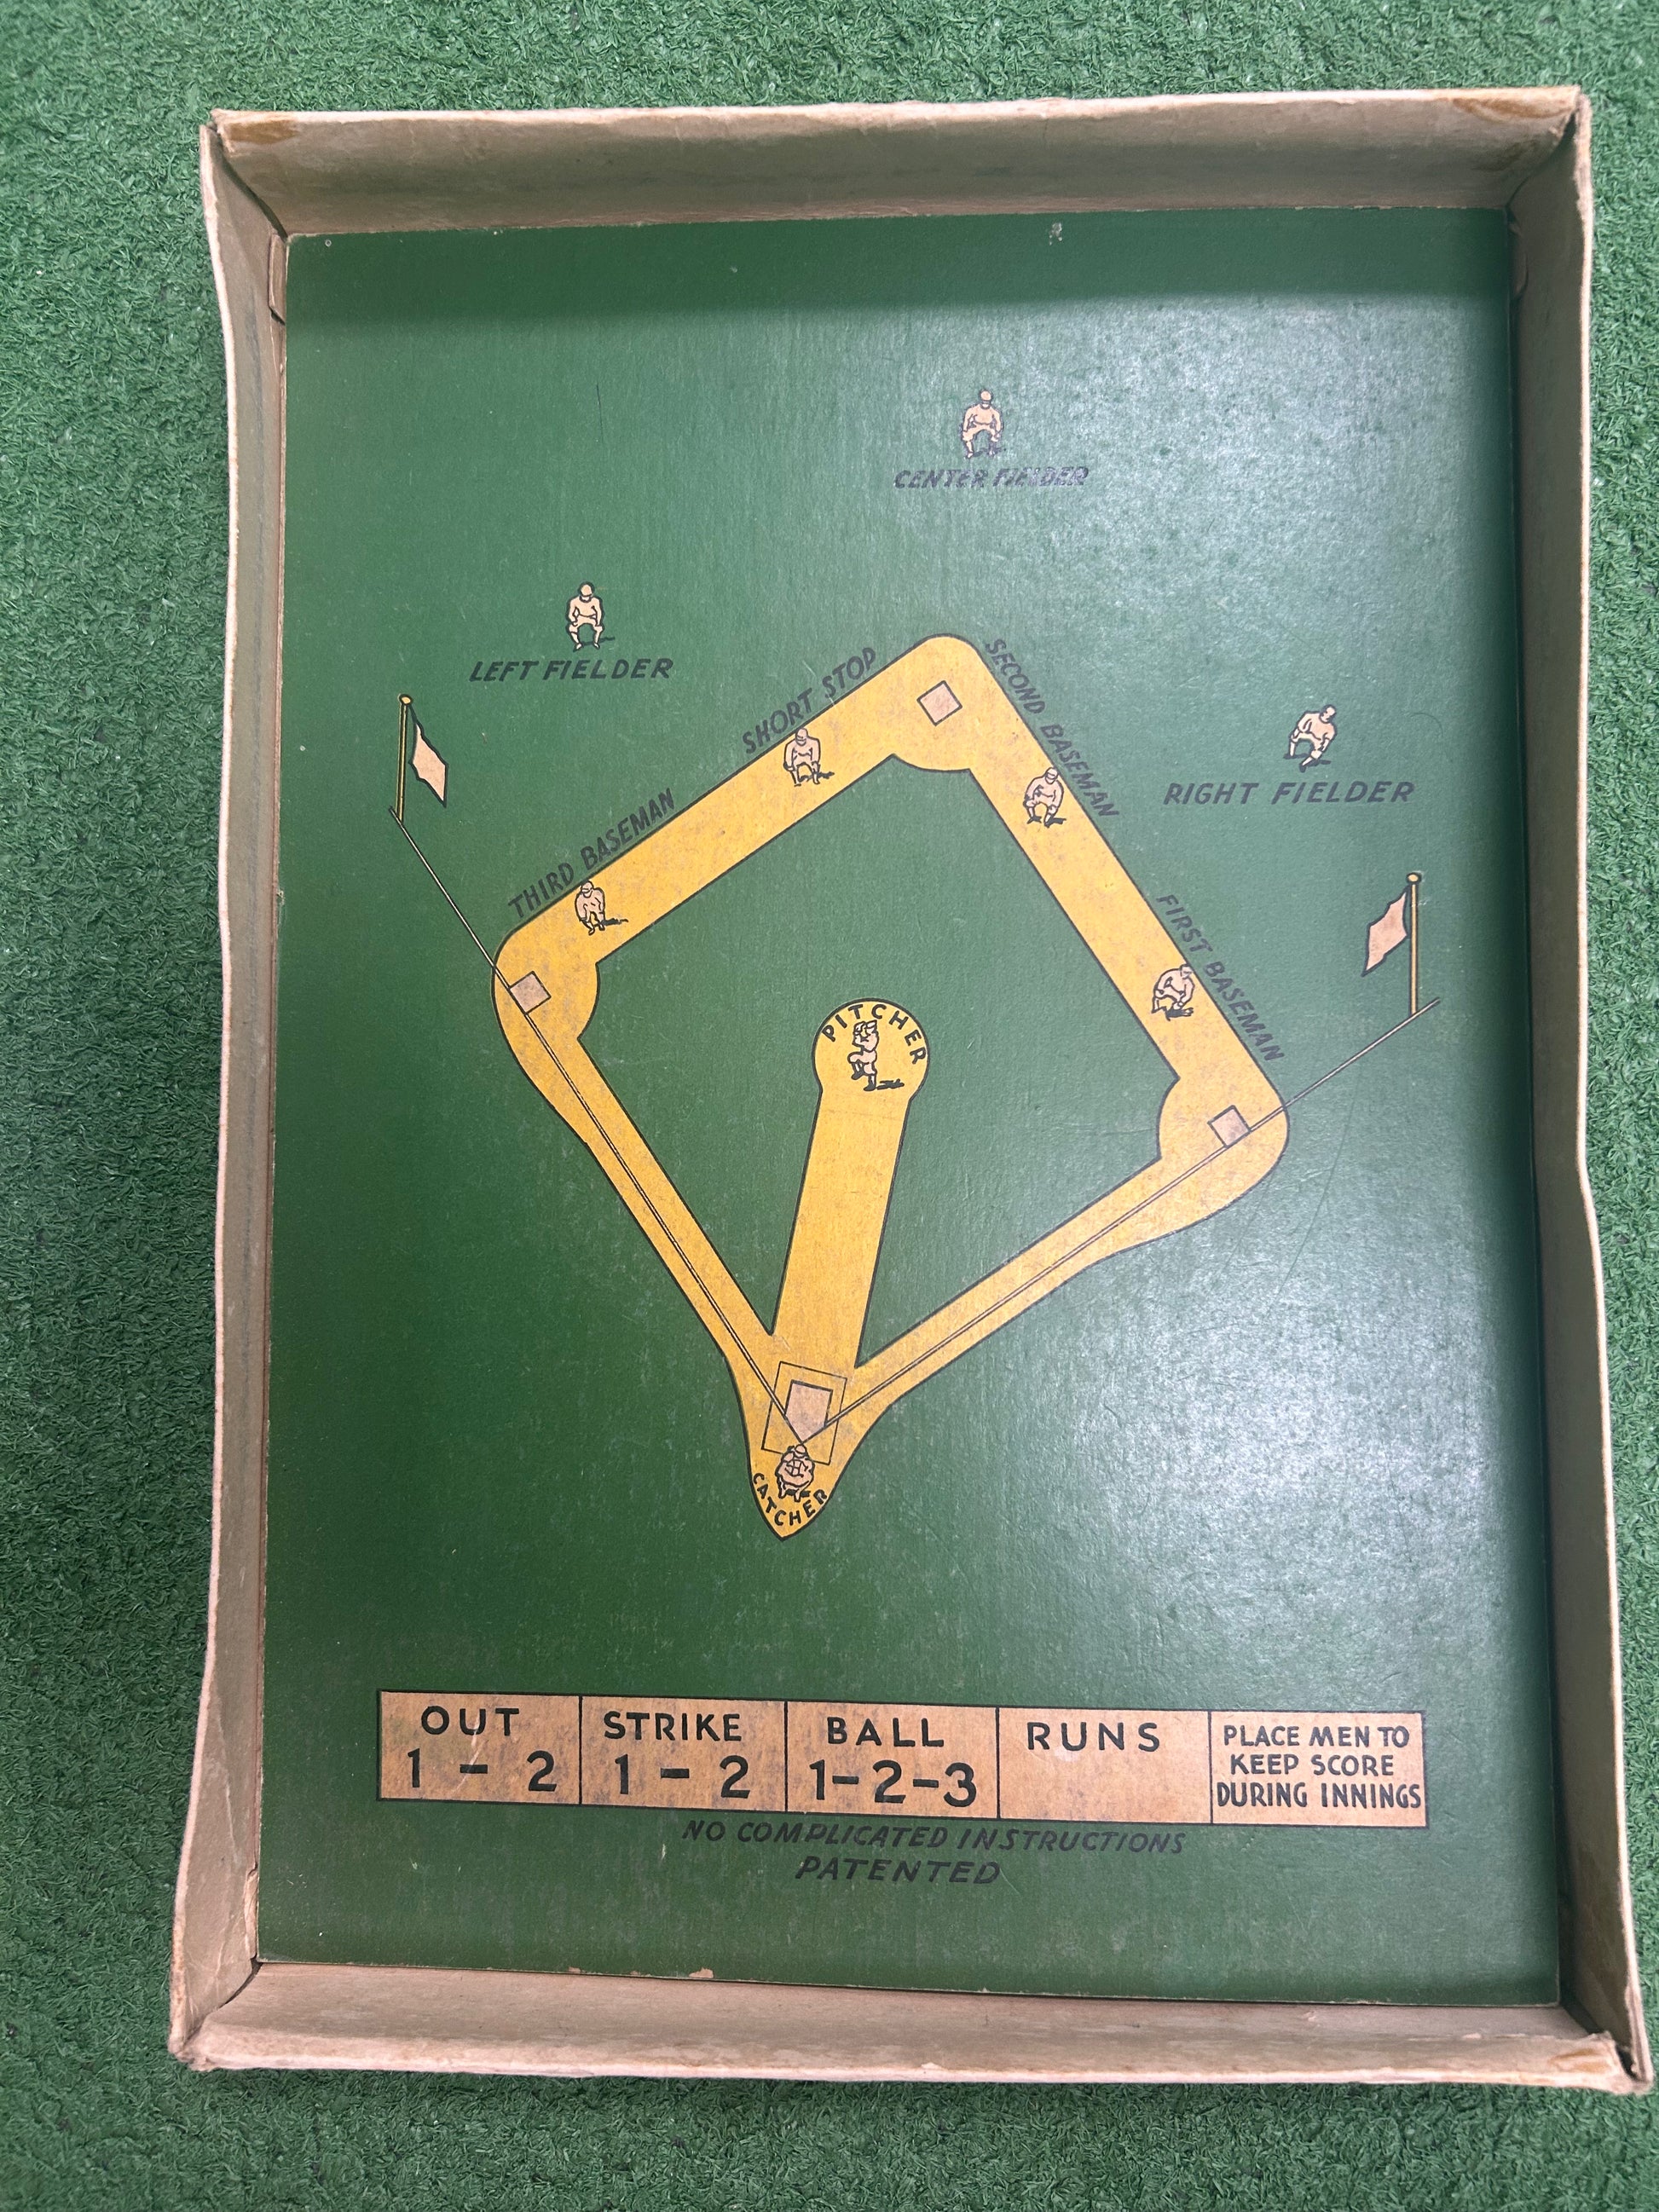 CENTER FIELDER
LEFT FIELDER
SHORT STOP
SECOND BASEMAN
RIGHT FIELDER
THIRD BASEMAN
FIRST BASEMAN
PITCHER
CATCHER
OUT
1 - 2
STRIKE
1 - 2
BALL
1-2-3
RUNS
PLACE MEN TO
KEEP SCORE
DURING INNINGS
NO COMPLICATED INSTRUCTIONS
PATENTED